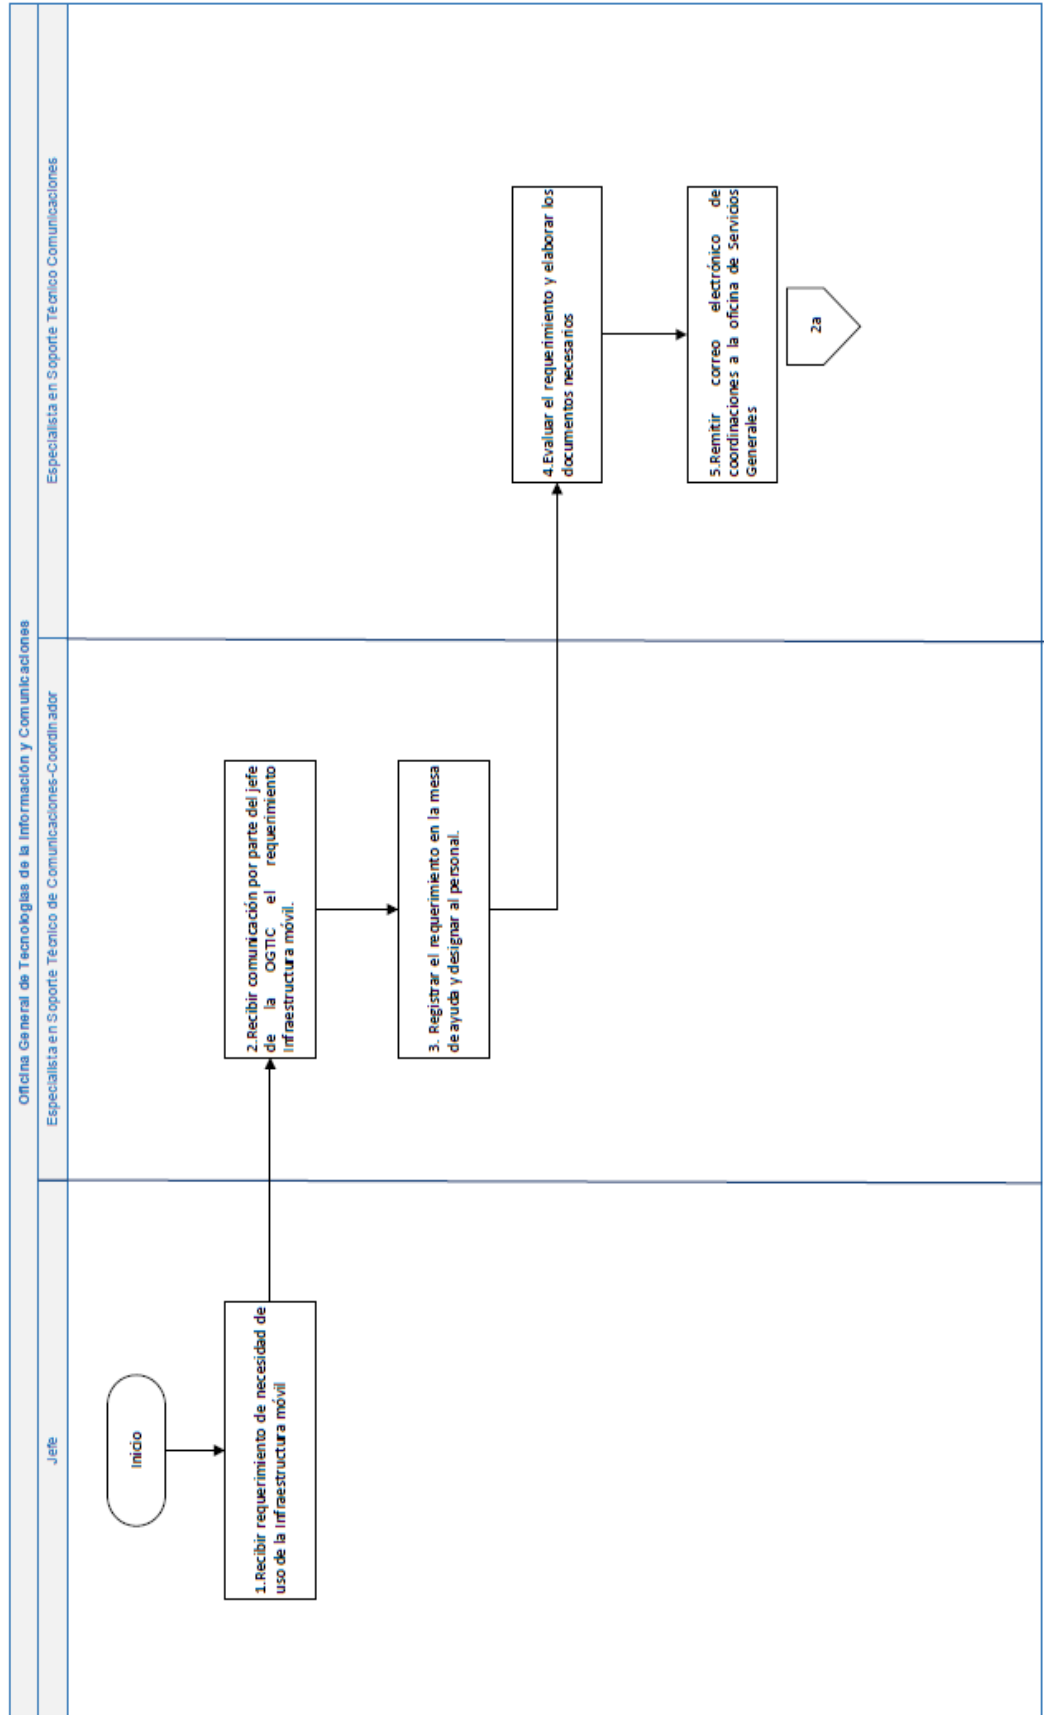 Oficina General de Tecnologías de la Información y Comunicaciones
Jefe
Especialista en Soporte Técnico de Comunicaciones-Coordinador
Especialista en Soporte Técnico Comunicaciones
Inicio
1.Recibir requerimiento de necesidad de
uso de la Infraestructura móvil
2.Recibir comunicación por parte del jefe
de la OGTIC el requerimiento
Infraestructura móvil.
3. Registrar el requerimiento en la mesa
de ayuda y designar al personal.
4.Evaluar el requerimiento y elaborar los
documentos necesarios
5.Remitir correo electrónico de
coordinaciones a la oficina de Servicios
Generales
2a